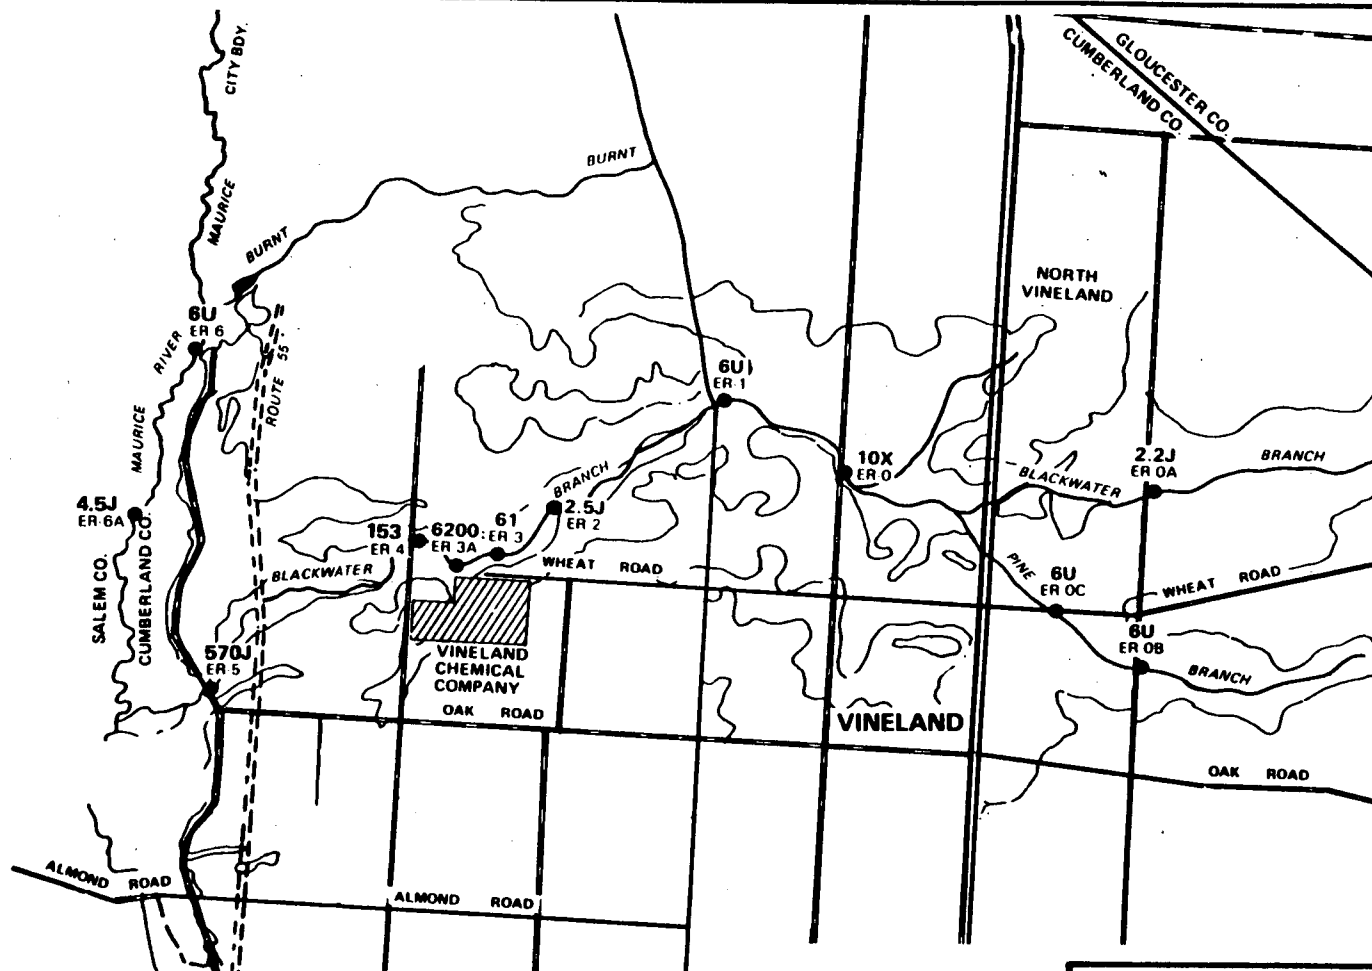 CITY BDY.
MAURICE
BURNT
BURNT
GLOUCESTER CO.
CUMBERLAND CO.
NORTH
VINELAND
6U
ER 6
RIVER
ROUTE 55
MAURICE
6U
ER-1
10X
ER-0
2.2J
ER 0A
BRANCH
BLACKWATER
BRANCH
4.5J
ER-6A
153
ER 4
6200
ER 3A
61
ER 3
2.5J
ER 2
WHEAT ROAD
PINE
6U
ER 0C
WHEAT ROAD
BLACKWATER
SALEM CO.
CUMBERLAND CO.
570J
ER 5
VINELAND
CHEMICAL
COMPANY
6U
ER 0B
BRANCH
OAK ROAD
VINELAND
OAK ROAD
ALMOND ROAD
ALMOND ROAD